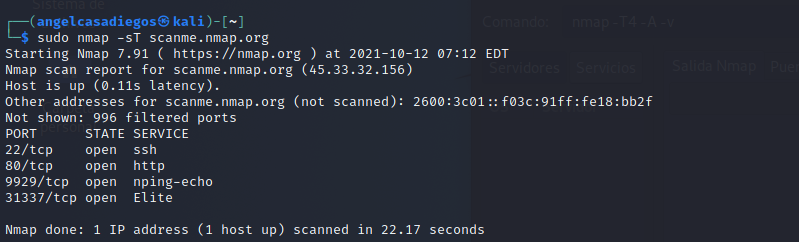 Sistema de
Comando: nmap -T4 -A -v
Servidores Servicios Salida Nmap
┌──(angelcasadiegos㉿kali)-[~]
└─$ sudo nmap -sT scanme.nmap.org
Starting Nmap 7.91 ( https://nmap.org ) at 2021-10-12 07:12 EDT
Nmap scan report for scanme.nmap.org (45.33.32.156)
Host is up (0.11s latency).
Other addresses for scanme.nmap.org (not scanned): 2600:3c01::f03c:91ff:fe18:bb2f
Not shown: 996 filtered ports
PORT STATE SERVICE
22/tcp open ssh
80/tcp open http
9929/tcp open nping-echo
31337/tcp open Elite
Nmap done: 1 IP address (1 host up) scanned in 22.17 seconds